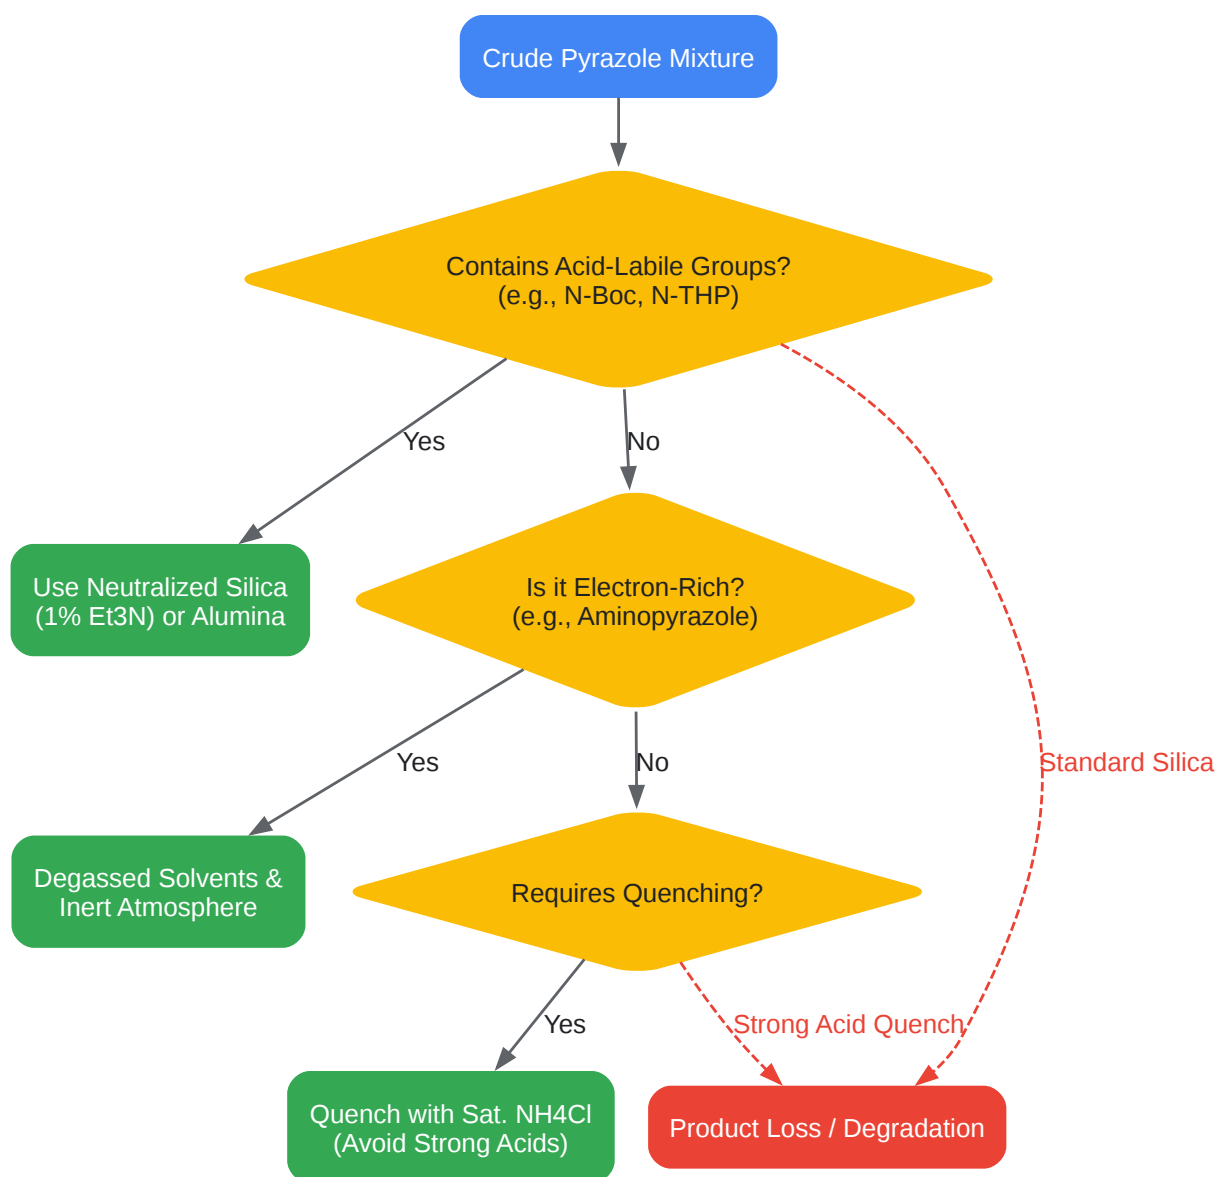 Crude Pyrazole Mixture
Contains Acid-Labile Groups?
(e.g., N-Boc, N-THP)
Yes
No
Use Neutralized Silica
(1% Et3N) or Alumina
Is it Electron-Rich?
(e.g., Aminopyrazole)
Yes
No
Standard Silica
Degassed Solvents &
Inert Atmosphere
Requires Quenching?
Yes
Strong Acid Quench
Quench with Sat. NH4Cl
(Avoid Strong Acids)
Product Loss / Degradation